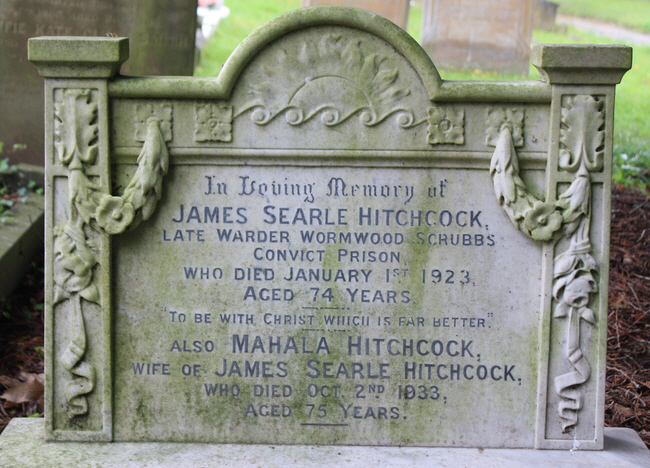 In Loving Memory of
JAMES SEARLE HITCHCOCK,
LATE WARDER WORMWOOD SCRUBBS
CONVICT PRISON
WHO DIED JANUARY 1ST 1923,
AGED 74 YEARS.
"TO BE WITH CHRIST WHICH IS FAR BETTER."
ALSO MAHALA HITCHCOCK,
WIFE OF JAMES SEARLE HITCHCOCK,
WHO DIED OCT. 2ND 1933,
AGED 75 YEARS.